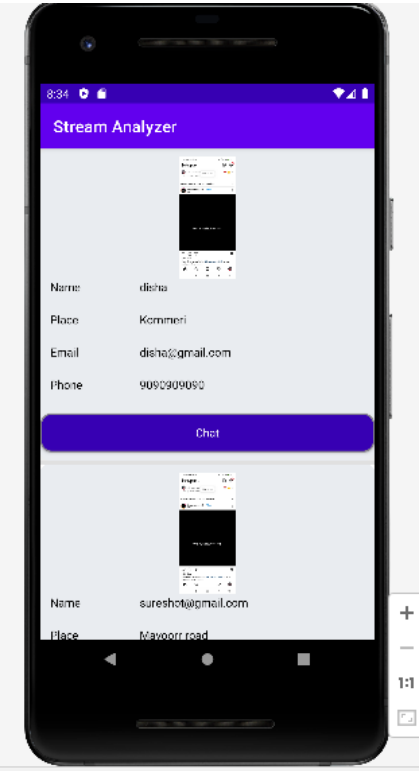 8:34
Stream Analyzer
Name disha
Place Kommeri
Email disha@gmail.com
Phone 9090909090
Chat
Name sureshot@gmail.com
Place Mavoorr road
1:1